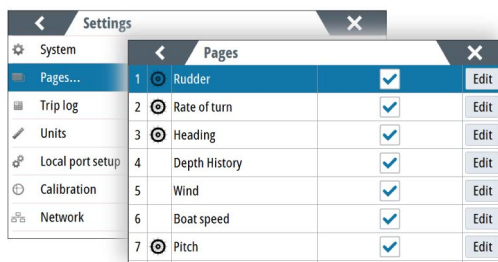 Settings
System
Pages...
Trip log
Units
Local port setup
Calibration
Network
Pages
1 Rudder Edit
2 Rate of turn Edit
3 Heading Edit
4 Depth History Edit
5 Wind Edit
6 Boat speed Edit
7 Pitch Edit